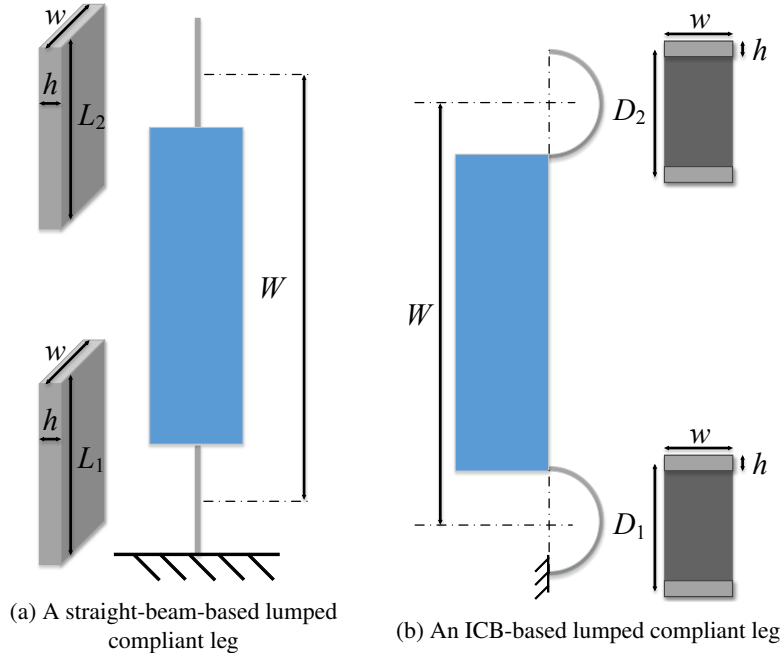 w
h
L₂
w
h
L₁
W
(a) A straight-beam-based lumped
compliant leg
w
h
D₂
W
w
h
D₁
(b) An ICB-based lumped compliant leg